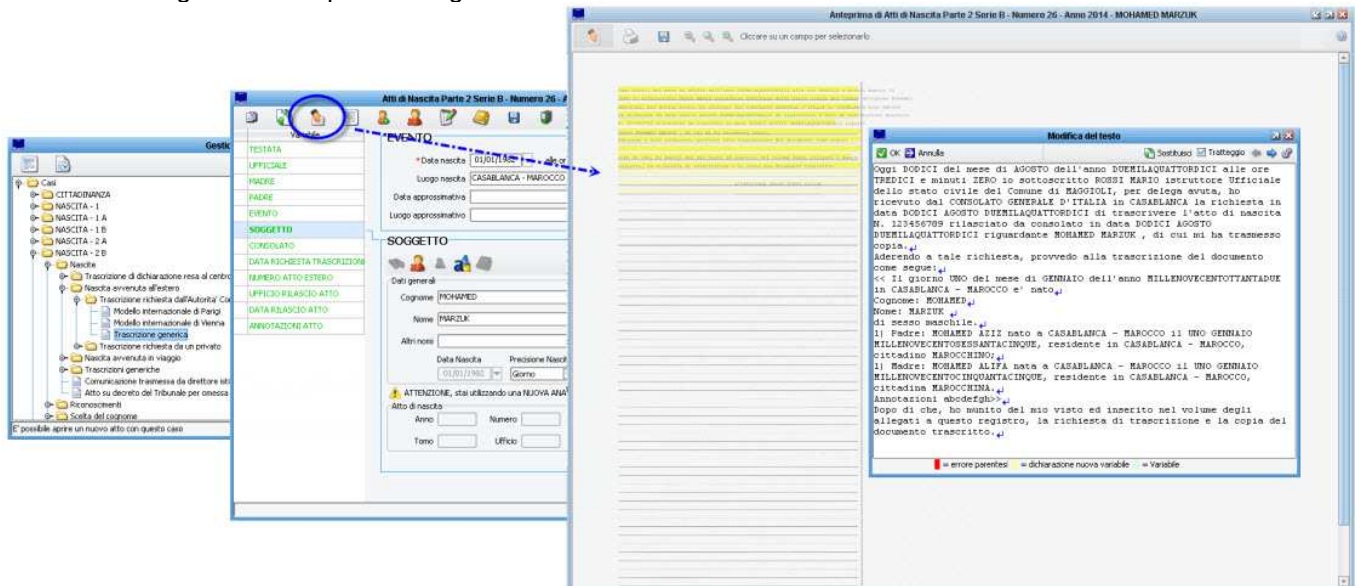 Gestic
Casi
CITTADINANZA
NASCITA - 1
NASCITA - 1 A
NASCITA - 1 B
NASCITA - 2 A
NASCITA - 2 B
Nascite
Trascrizione di dichiarazione resa al centro
Nascita avvenuta all'estero
Trascrizione richiesta dall'Autorita' Con
Modello internazionale di Parigi
Modello internazionale di Vienna
Trascrizione generica
Trascrizione richiesta da un privato
Nascita avvenuta in viaggio
Trascrizioni generiche
Comunicazione trasmessa da direttore isti
Atto su decreto del Tribunale per omessa
Riconoscimenti
Scelta del cognome
E' possibile aprire un nuovo atto con questo caso
Atti di Nascita Parte 2 Serie B - Numero 26 - A
Variabile
TESTATA
UFFICIALE
MADRE
PADRE
EVENTO
SOGGETTO
CONSOLATO
DATA RICHIESTA TRASCRIZIONE
NUMERO ATTO ESTERO
UFFICIO RILASCIO ATTO
DATA RILASCIO ATTO
ANNOTAZIONI ATTO
EVENTO
*Data nascita 01/01/1982 alle or
Luogo nascita CASABLANCA - MAROCCO
Data approssimativa
Luogo approssimativo
SOGGETTO
Dati generali
Cognome MOHAMED
Nome MARZUK
Altri nomi
Data Nascita Precisione Nascit
01/01/1982 Giorno
ATTENZIONE, stai utilizzando una NUOVA ANA
Atto di nascita
Anno Numero
Tomo Ufficio
Anteprima di Atti di Nascita Parte 2 Serie B - Numero 26 - Anno 2014 - MOHAMED MARZUK
Cliccare su un campo per selezionarlo
Modifica del testo
OK Annulla Sostituisci Tratteggio
Oggi DODICI del mese di AGOSTO dell'anno DUEMILAQUATTORDICI alle ore
TREDICI e minuti ZERO io sottoscritto ROSSI MARIO istruttore Ufficiale
dello stato civile del Comune di MAGGIOLI, per delega avuta, ho
ricevuto dal CONSOLATO GENERALE D'ITALIA in CASABLANCA la richiesta in
data DODICI AGOSTO DUEMILAQUATTORDICI di trascrivere l'atto di nascita
N. 123456789 rilasciato da consolato in data DODICI AGOSTO
DUEMILAQUATTORDICI riguardante MOHAMED MARZUK , di cui mi ha trasmesso
copia.
Aderendo a tale richiesta, provvedo alla trascrizione del documento
come segue:
<< Il giorno UNO del mese di GENNAIO dell'anno MILLENOVECENTOTTANTADUE
in CASABLANCA - MAROCCO e' nato
Cognome: MOHAMED
Nome: MARZUK
di sesso maschile.
1| Padre: MOHAMED AZIZ nato a CASABLANCA - MAROCCO il UNO GENNAIO
MILLENOVECENTOSESSANTACINQUE, residente in CASABLANCA - MAROCCO,
cittadino MAROCCHINO;
1| Madre: MOHAMED ALIFA nata a CASABLANCA - MAROCCO il UNO GENNAIO
MILLENOVECENTOCINQUANTACINQUE, residente in CASABLANCA - MAROCCO,
cittadina MAROCCHINA.
Annotazioni abcdefgh>>
Dopo di che, ho munito del mio visto ed inserito nel volume degli
allegati a questo registro, la richiesta di trascrizione e la copia del
documento trascritto.
= errore parentesi = dichiarazione nuova variabile = Variabile